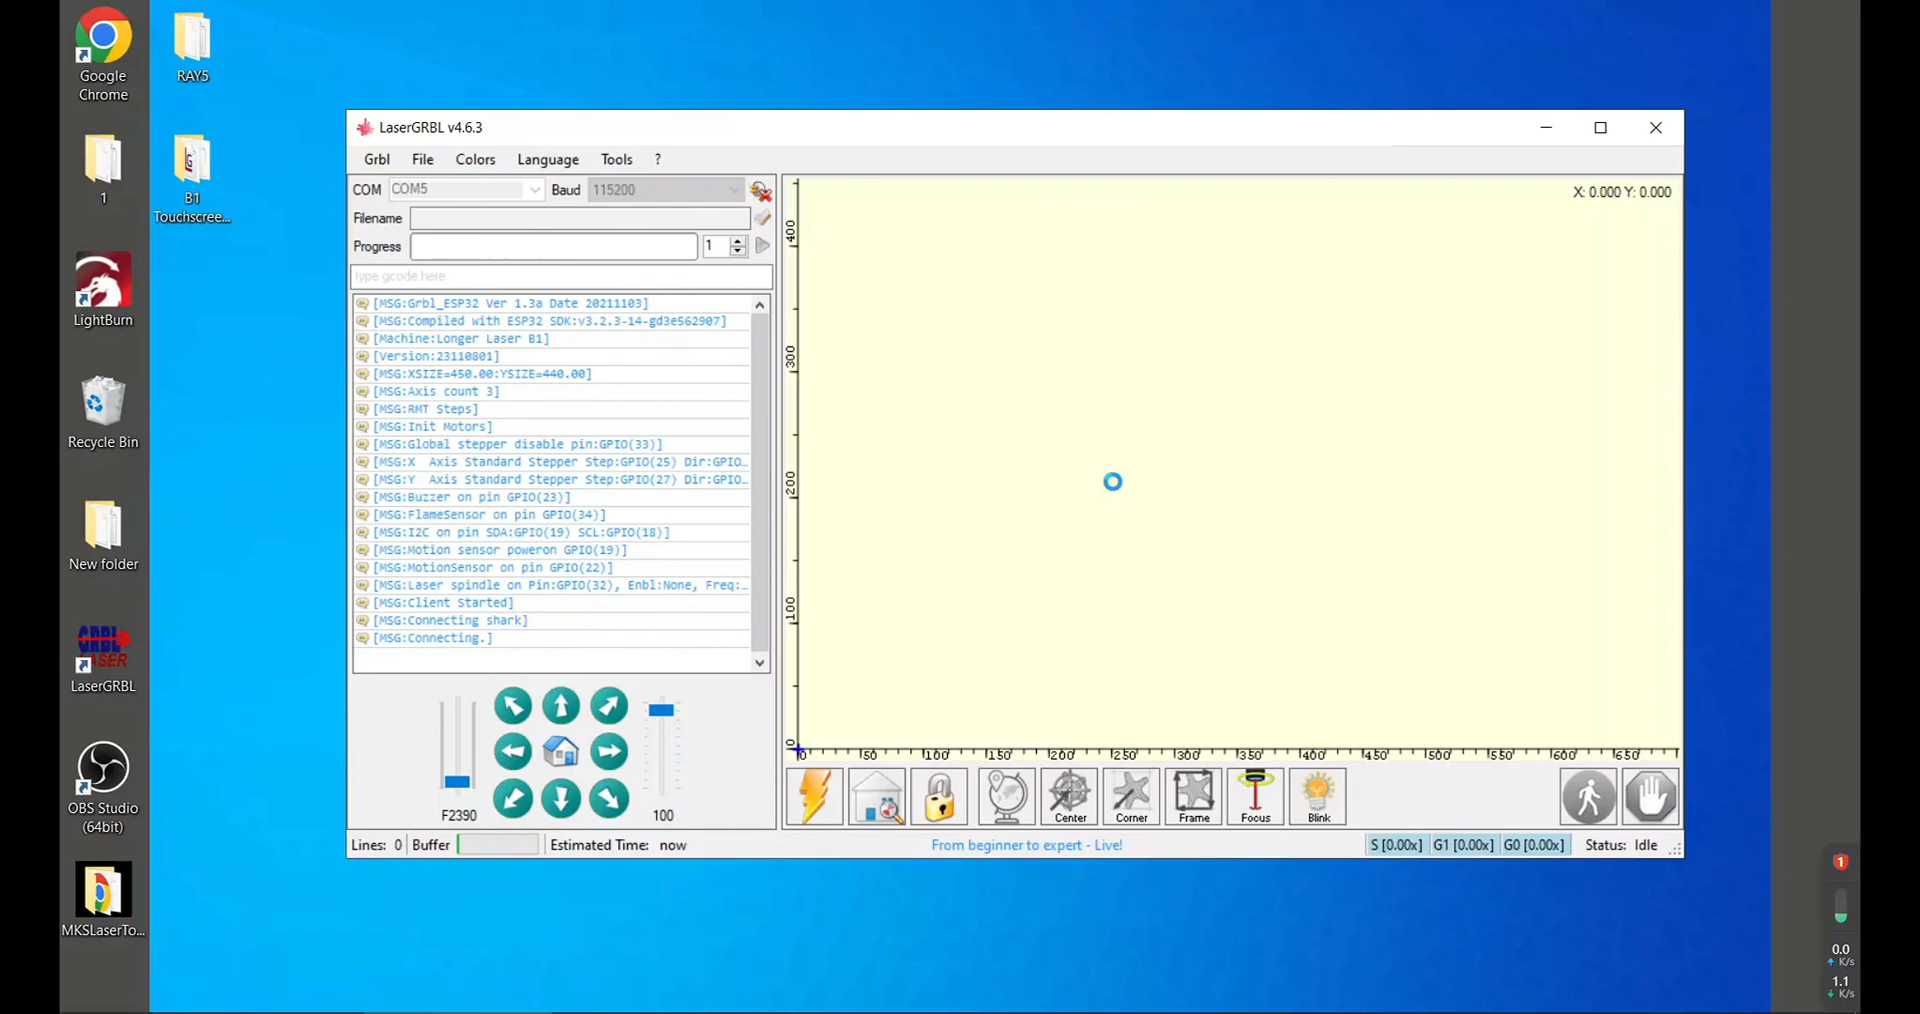 Google
Chrome
RAY5
1
B1
Touchscree...
LightBurn
Recycle Bin
New folder
GRBL
LASER
LaserGRBL
OBS Studio
(64bit)
MKSLaserTo...
LaserGRBL v4.6.3
Grbl File Colors Language Tools ?
COM COM5 Baud 115200
Filename
Progress 1
type gcode here
[MSG:Grbl_ESP32 Ver 1.3a Date 20211103]
[MSG:Compiled with ESP32 SDK:v3.2.3-14-gd3e562907]
[Machine:Longer Laser B1]
[Version:23110801]
[MSG:XSIZE=450.00:YSIZE=440.00]
[MSG:Axis count 3]
[MSG:RMT Steps]
[MSG:Init Motors]
[MSG:Global stepper disable pin:GPIO(33)]
[MSG:X Axis Standard Stepper Step:GPIO(25) Dir:GPIO...
[MSG:Y Axis Standard Stepper Step:GPIO(27) Dir:GPIO...
[MSG:Buzzer on pin GPIO(23)]
[MSG:FlameSensor on pin GPIO(34)]
[MSG:I2C on pin SDA:GPIO(19) SCL:GPIO(18)]
[MSG:Motion sensor poweron GPIO(19)]
[MSG:MotionSensor on pin GPIO(22)]
[MSG:Laser spindle on Pin:GPIO(32), Enbl:None, Freq:...
[MSG:Client Started]
[MSG:Connecting shark]
[MSG:Connecting.]
F2390 100
X: 0.000 Y: 0.000
400
300
200
100
0
0 50 100 150 200 250 300 350 400 450 500 550 600 650
Center Corner Frame Focus Blink
Lines: 0 Buffer Estimated Time: now From beginner to expert - Live! S [0.00x] G1 [0.00x] G0 [0.00x] Status: Idle
1
0.0
K/s
1.1
K/s